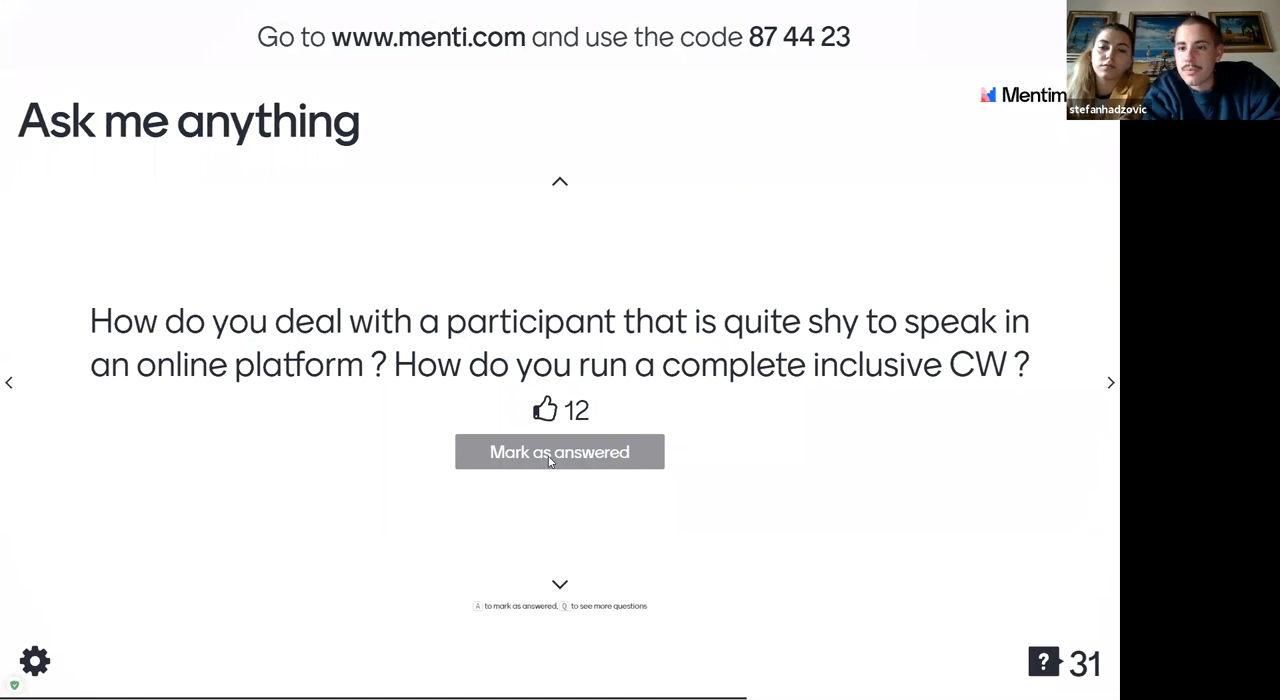 Go to www.menti.com and use the code 87 44 23
Mentim
stefanhadzovic
Ask me anything
How do you deal with a participant that is quite shy to speak in
an online platform ? How do you run a complete inclusive CW ?
12
Mark as answered
A to mark as answered, Q to see more questions
? 31